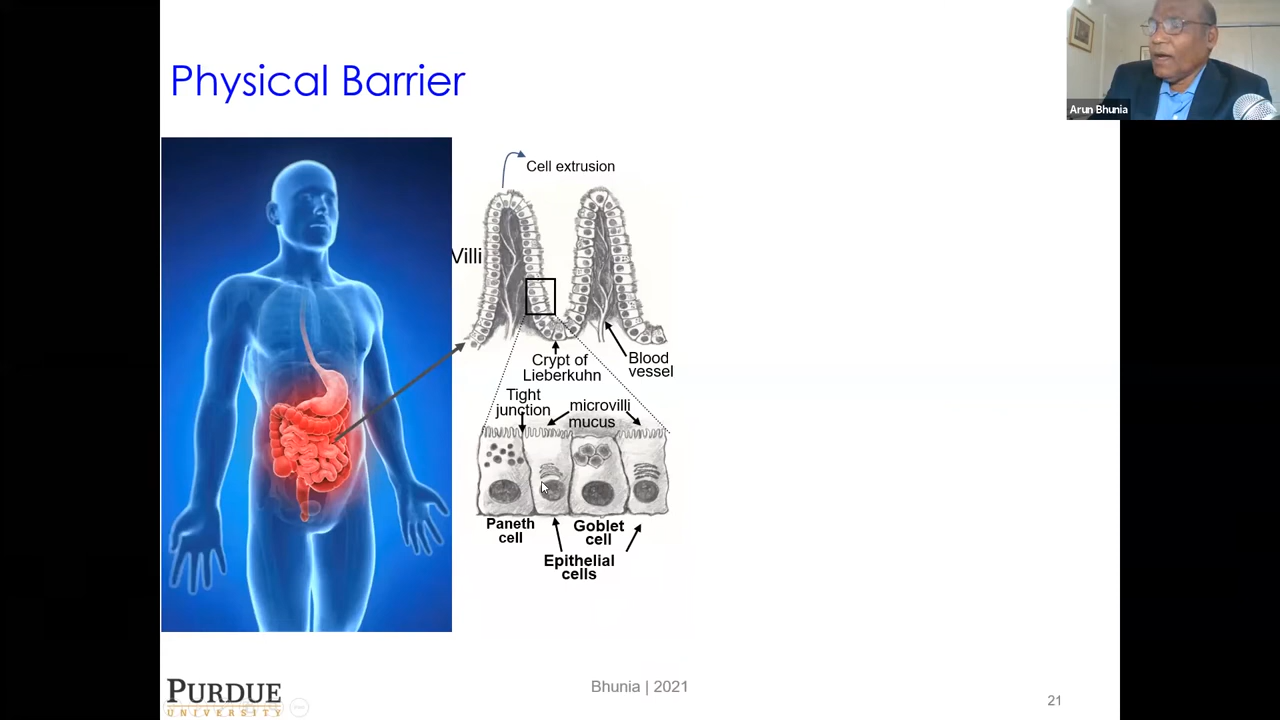 Physical Barrier
Arun Bhunia
Cell extrusion
Villi
Crypt of
Lieberkuhn
Blood
vessel
Tight
junction
microvilli
mucus
Paneth
cell
Goblet
cell
Epithelial
cells
PURDUE
UNIVERSITY
Bhunia | 2021
21